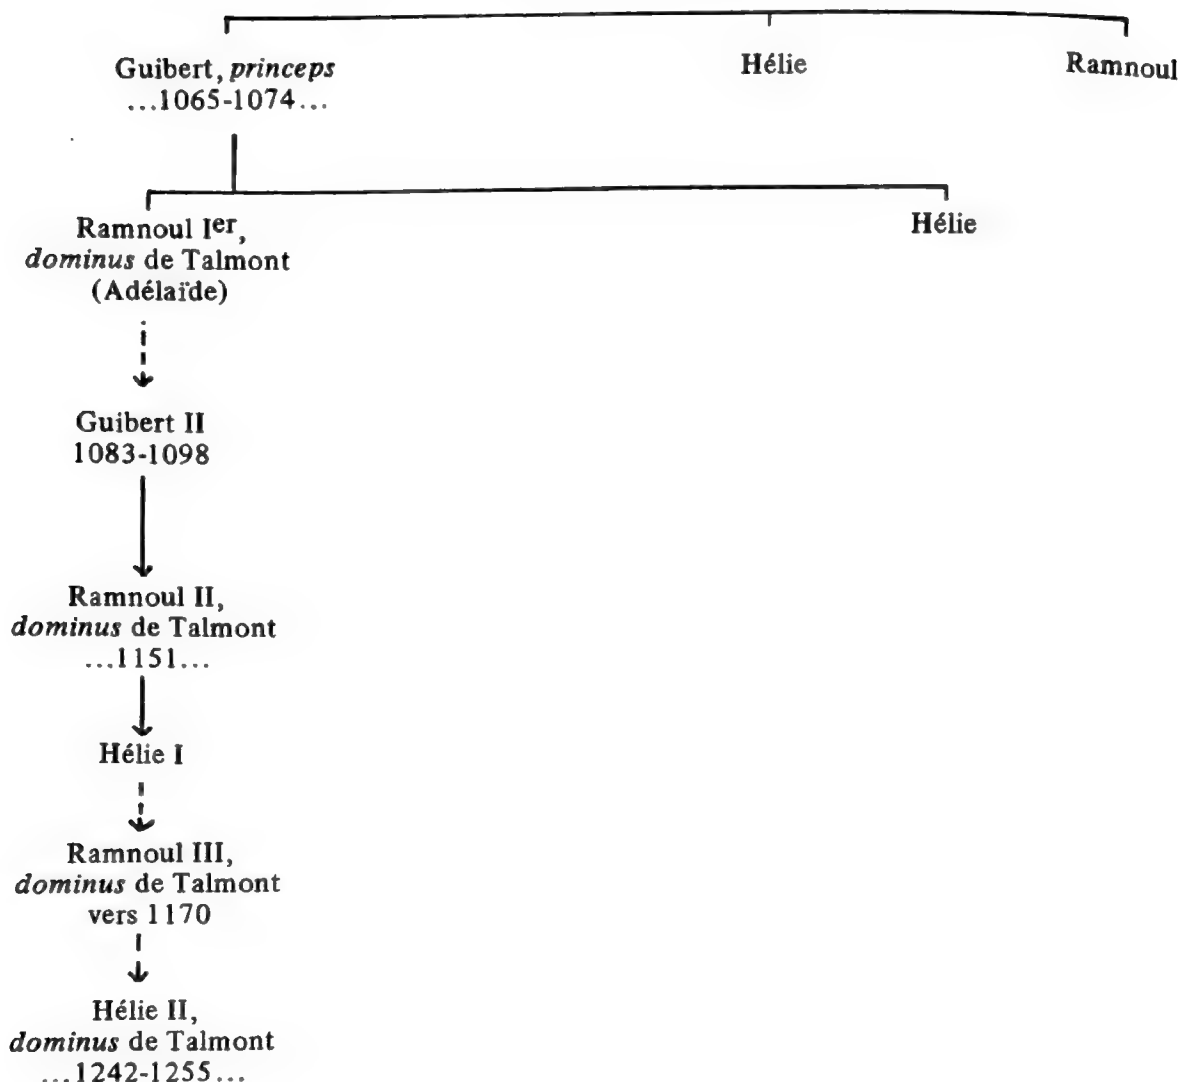 Guibert, princeps
...1065-1074...
Hélie
Ramnoul
Ramnoul Ier,
dominus de Talmont
(Adélaïde)
Hélie
Guibert II
1083-1098
Ramnoul II,
dominus de Talmont
...1151...
Hélie I
Ramnoul III,
dominus de Talmont
vers 1170
Hélie II,
dominus de Talmont
...1242-1255...